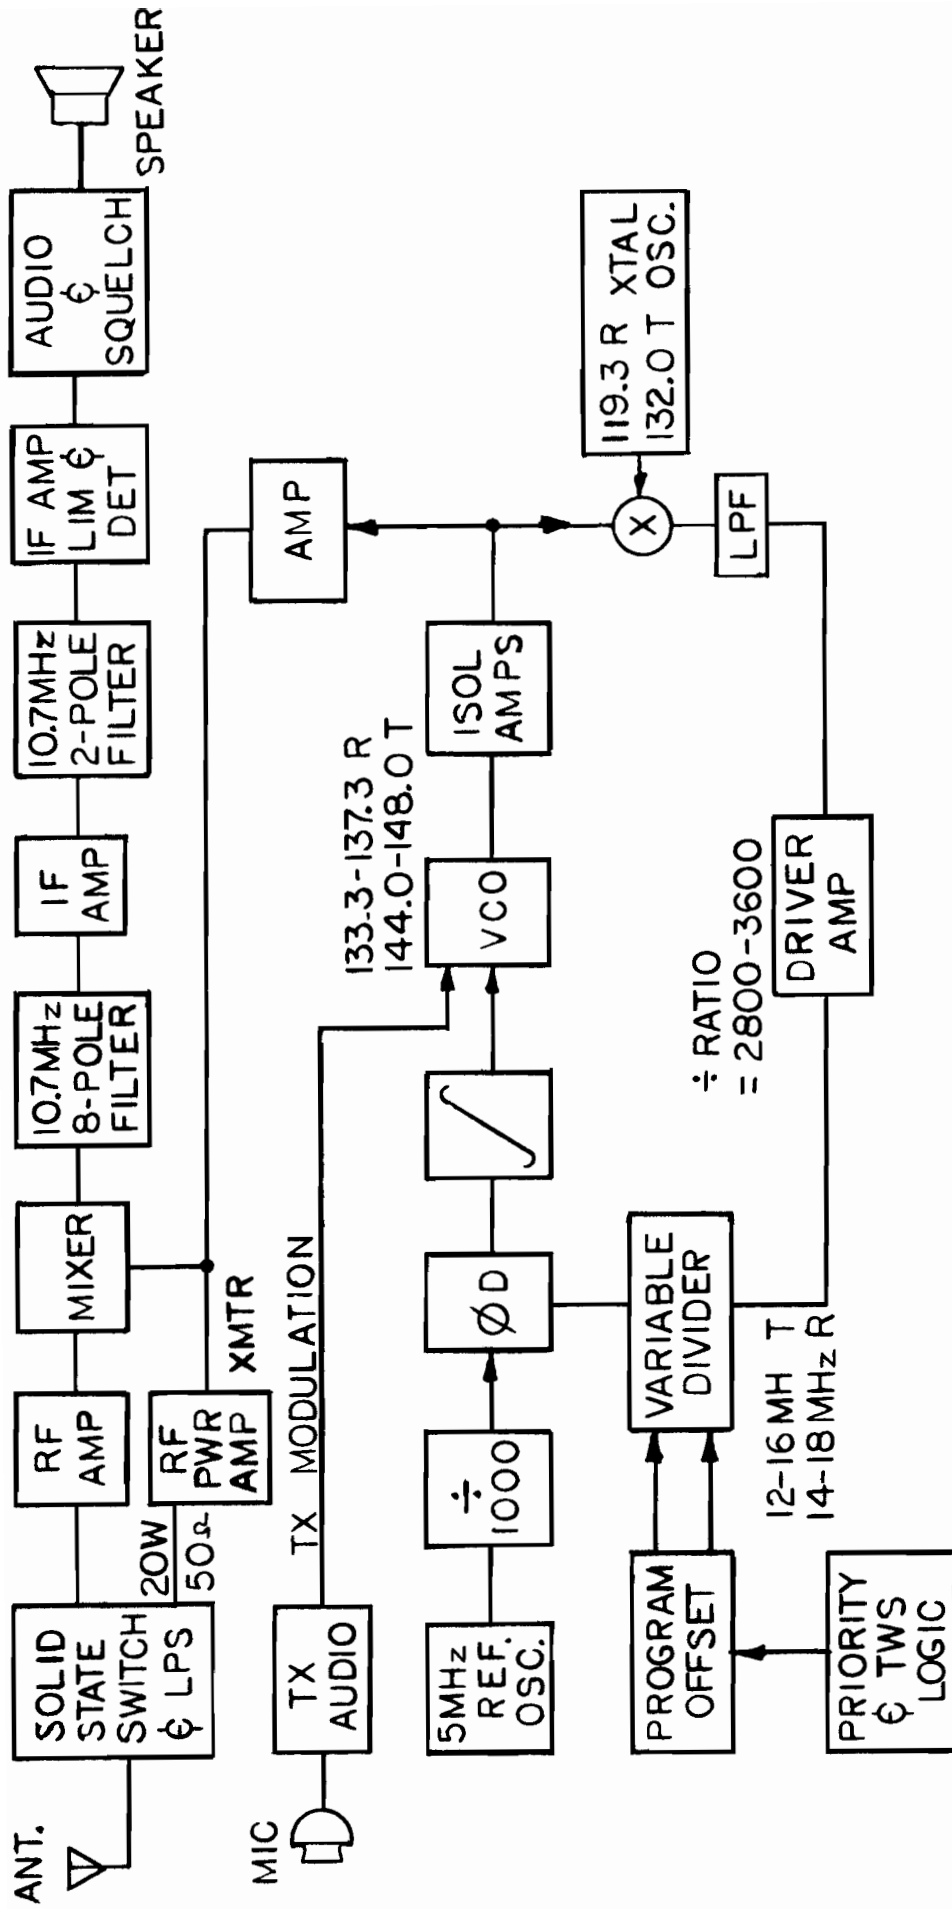 ANT.
SOLID
STATE
SWITCH
¢ LPS
RF
AMP
MIXER
10.7MHz
8-POLE
FILTER
IF
AMP
10.7MHz
2-POLE
FILTER
IF AMP
LIM ¢
DET
AUDIO
¢
SQUELCH
SPEAKER
20W
50Ω
RF
PWR
AMP
XMTR
AMP
MIC
TX
AUDIO
TX MODULATION
133.3-137.3 R
144.0-148.0 T
5MHz
REF.
OSC.
÷
1000
ØD
VCO
ISOL
AMPS
119.3 R XTAL
132.0 T OSC.
X
LPF
PROGRAM
OFFSET
VARIABLE
DIVIDER
÷ RATIO
= 2800-3600
DRIVER
AMP
12-16MH T
14-18MHz R
PRIORITY
¢ TWS
LOGIC